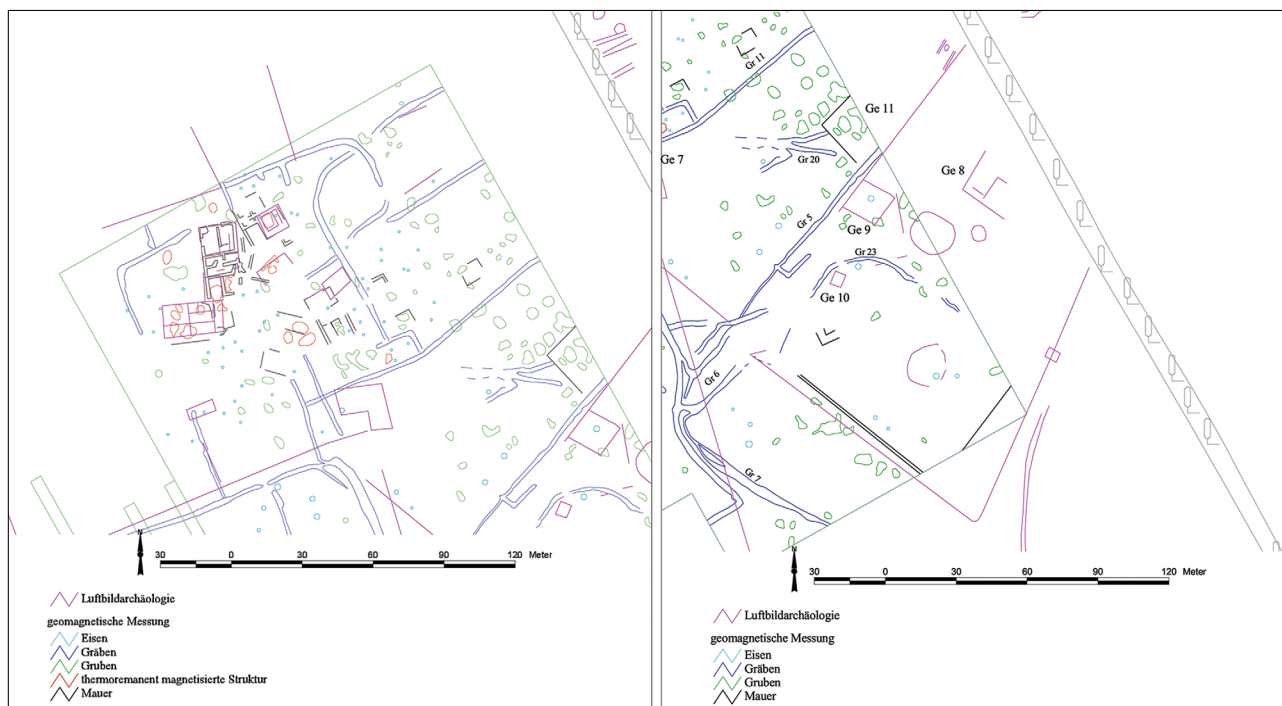 N
30 0 30 60 90 120 Meter
Luftbildarchäologie
geomagnetische Messung
Eisen
Gräben
Gruben
thermoremanent magnetisierte Struktur
Mauer
Gr 11
Ge 11
Ge 7
Gr 20
Ge 8
Gr 5
Ge 9
Gr 23
Ge 10
Gr 6
Gr 7
N
30 0 30 60 90 120 Meter
Luftbildarchäologie
geomagnetische Messung
Eisen
Gräben
Gruben
Mauer